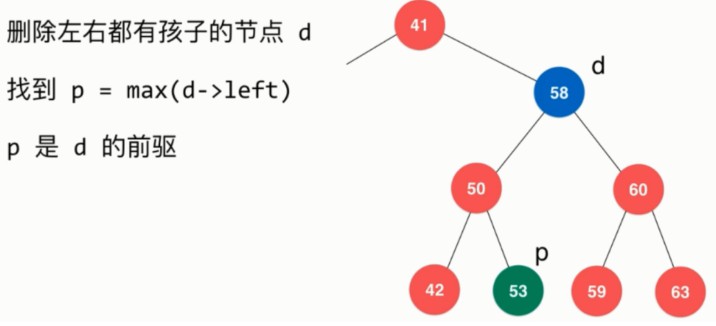 删除左右都有孩子的节点 d
找到 p = max(d->left)
p 是 d 的前驱
41
58
d
50
60
42
53
p
59
63